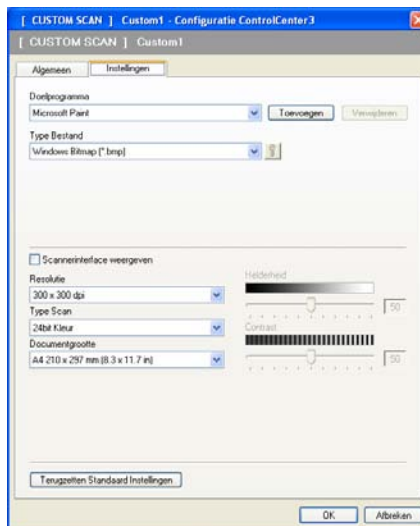 [ CUSTOM SCAN ]   Custom1 - Configuratie ControlCenter3
[ CUSTOM SCAN ]   Custom1
Algemeen
Instellingen
Doelprogramma
Microsoft Paint
Toevoegen
Verwijderen
Type Bestand
Windows Bitmap (*.bmp)
Scannerinterface weergeven
Resolutie
300 x 300 dpi
Type Scan
24bit Kleur
Documentgrootte
A4 210 x 297 mm (8.3 x 11.7 in)
Helderheid
50
Contrast
50
Terugzetten Standaard Instellingen
OK
Afbreken